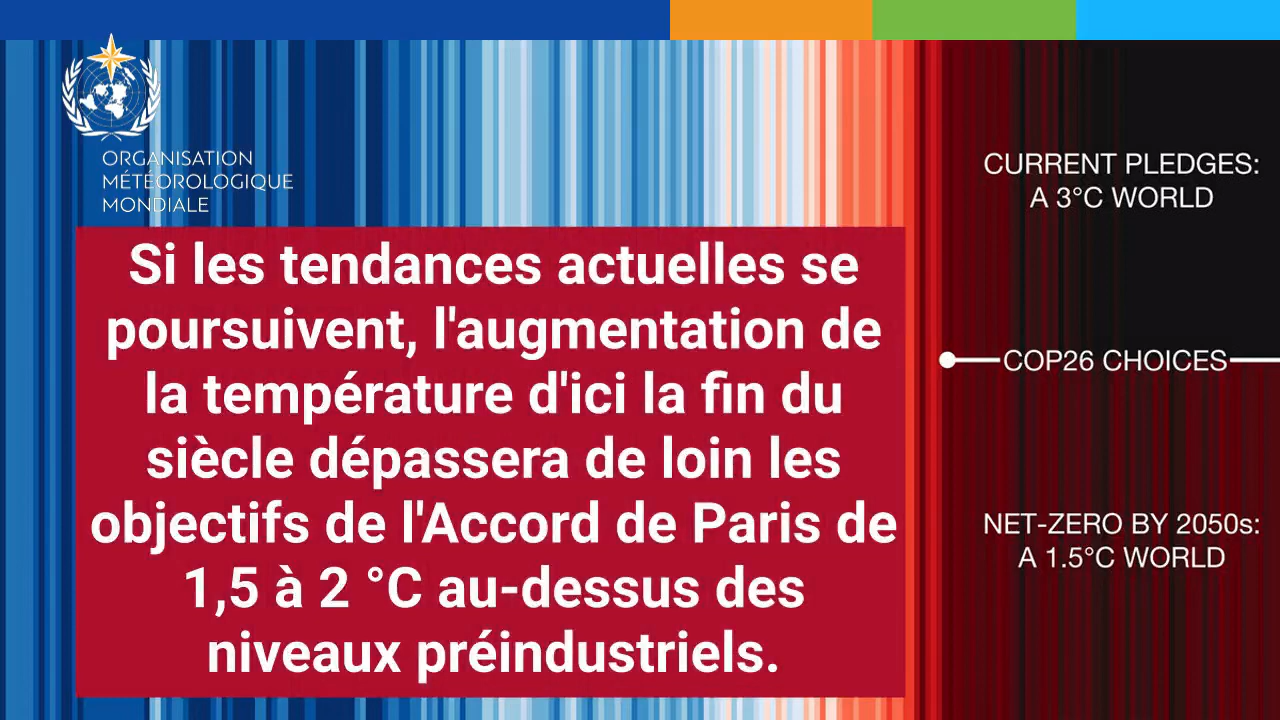 ORGANISATION
MÉTÉOROLOGIQUE
MONDIALE
Si les tendances actuelles se
poursuivent, l'augmentation de
la température d'ici la fin du
siècle dépassera de loin les
objectifs de l'Accord de Paris de
1,5 à 2 °C au-dessus des
niveaux préindustriels.
CURRENT PLEDGES:
A 3°C WORLD
COP26 CHOICES
NET-ZERO BY 2050s:
A 1.5°C WORLD